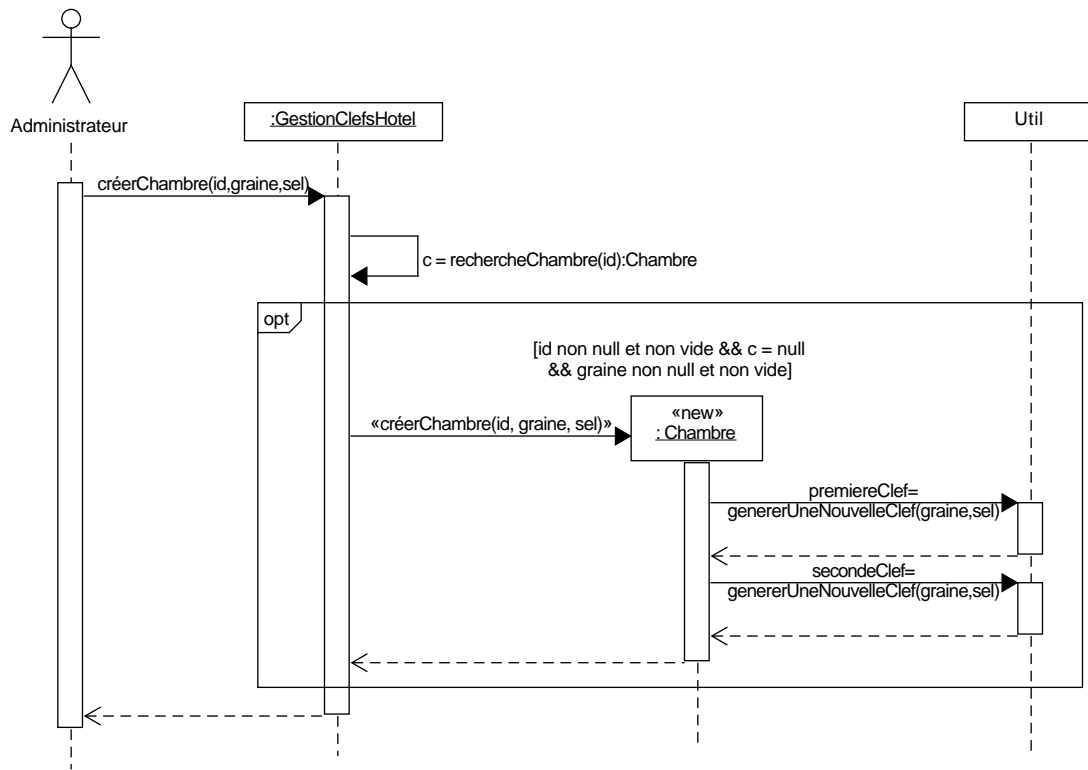 Administrateur
:GestionClefsHotel
Util
créerChambre(id,graine,sel)
c = rechercheChambre(id):Chambre
opt
[id non null et non vide && c = null
&& graine non null et non vide]
«créerChambre(id, graine, sel)»
«new»
: Chambre
premiereClef=
genererUneNouvelleClef(graine,sel)
secondeClef=
genererUneNouvelleClef(graine,sel)